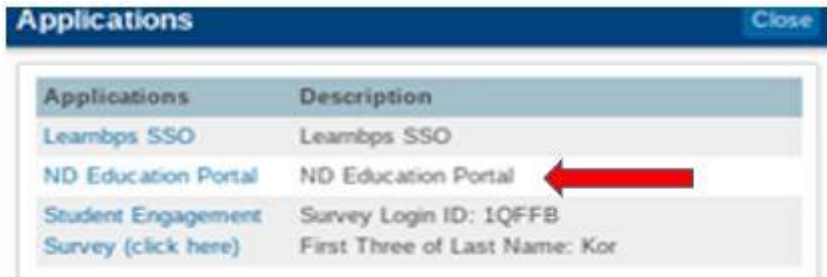 Applications Close
Applications Description
Learnbps SSO Learnbps SSO
ND Education Portal ND Education Portal
Student Engagement Survey Login ID: 1QFFB
Survey (click here) First Three of Last Name: Kor